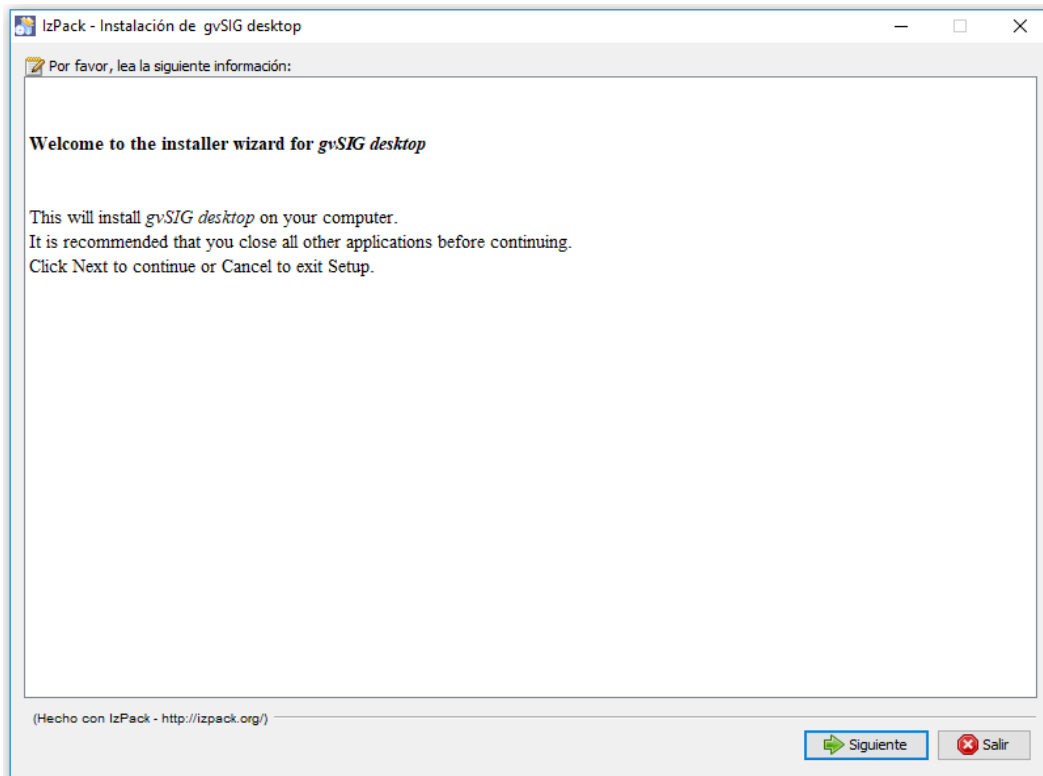 IzPack - Instalación de gvSIG desktop
Por favor, lea la siguiente información:
Welcome to the installer wizard for gvSIG desktop
This will install gvSIG desktop on your computer.
It is recommended that you close all other applications before continuing.
Click Next to continue or Cancel to exit Setup.
(Hecho con IzPack - http://izpack.org/)
Siguiente
Salir